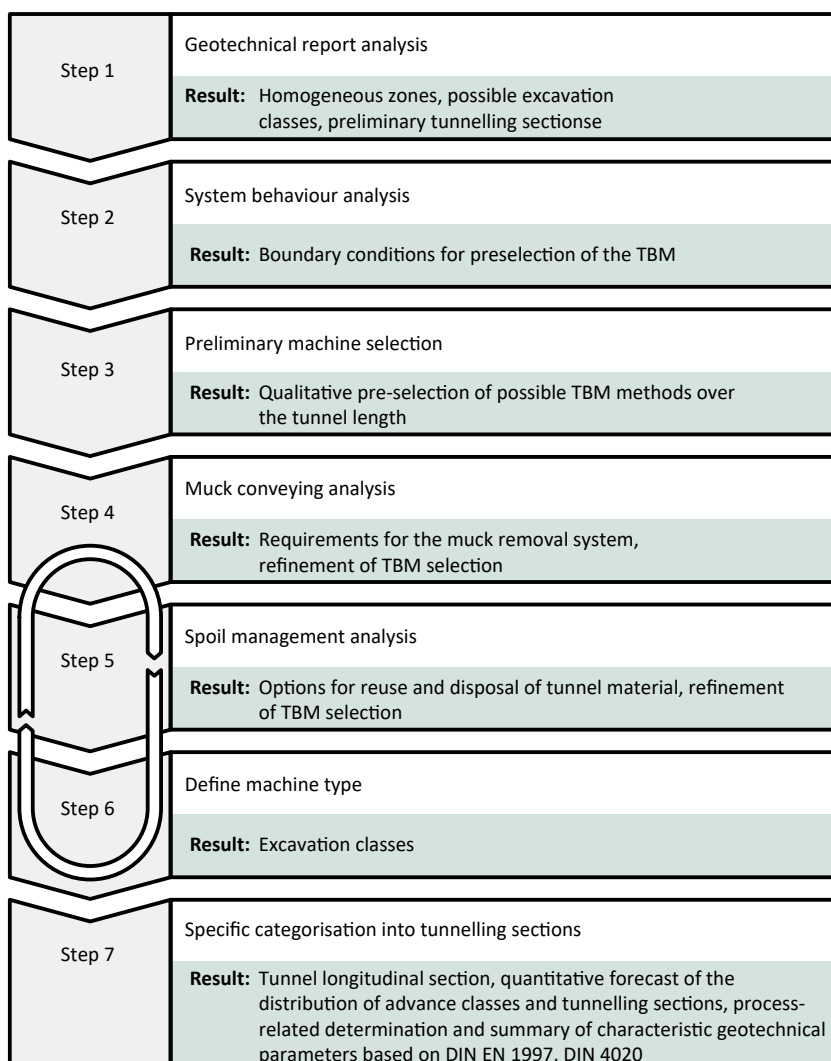 Step 1
Geotechnical report analysis
Result: Homogeneous zones, possible excavation
classes, preliminary tunnelling sectionse
Step 2
System behaviour analysis
Result: Boundary conditions for preselection of the TBM
Step 3
Preliminary machine selection
Result: Qualitative pre-selection of possible TBM methods over
the tunnel length
Step 4
Muck conveying analysis
Result: Requirements for the muck removal system,
refinement of TBM selection
Step 5
Spoil management analysis
Result: Options for reuse and disposal of tunnel material, refinement
of TBM selection
Step 6
Define machine type
Result: Excavation classes
Step 7
Specific categorisation into tunnelling sections
Result: Tunnel longitudinal section, quantitative forecast of the
distribution of advance classes and tunnelling sections, process-
related determination and summary of characteristic geotechnical
parameters based on DIN EN 1997, DIN 4020